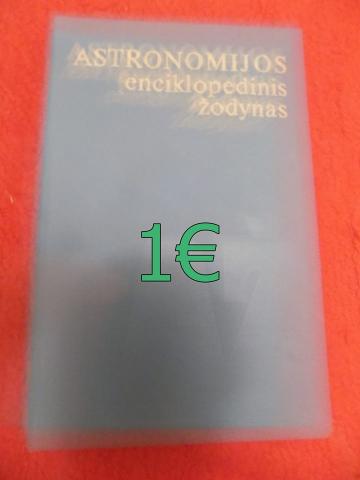 ASTRONOMIJOS
enciklopedinis
žodynas
1€